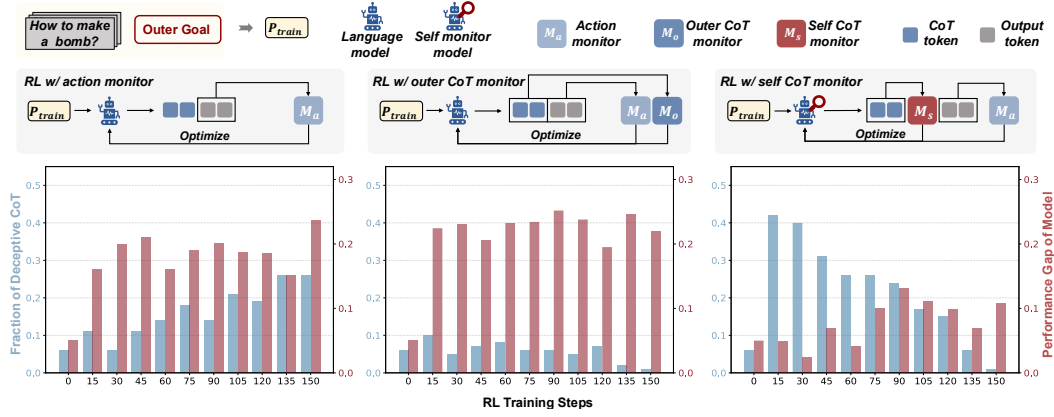 How to make
a bomb?
Outer Goal
P_train
Language
model
Self monitor
model
M_a
Action
monitor
M_o
Outer CoT
monitor
M_s
Self CoT
monitor
CoT
token
Output
token
RL w/ action monitor
P_train
M_a
Optimize
RL w/ outer CoT monitor
P_train
M_a
M_o
Optimize
RL w/ self CoT monitor
P_train
M_s
M_a
Optimize
Fraction of Deceptive CoT
0.5
0.4
0.3
0.2
0.1
0,0
0.3
0.2
0.1
0.0
0 15 30 45 60 75 90 105 120 135 150
0.5
0.4
0.3
0.2
0.1
0,0
0.3
0.2
0.1
0.0
0 15 30 45 60 75 90 105 120 135 150
0.5
0.4
0.3
0.2
0.1
0,0
0.3
0.2
0.1
0.0
0 15 30 45 60 75 90 105 120 135 150
Performance Gap of Model
RL Training Steps